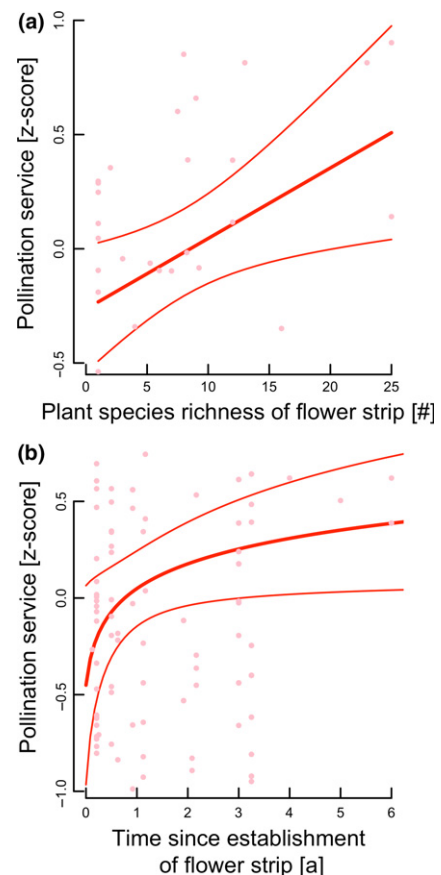 (a)
Pollination service [z-score]
1.0
0.5
0.0
−0.5
0 5 10 15 20 25
Plant species richness of flower strip [#]
(b)
Pollination service [z-score]
0.5
0.0
−0.5
−1.0
0 1 2 3 4 5 6
Time since establishment
of flower strip [a]